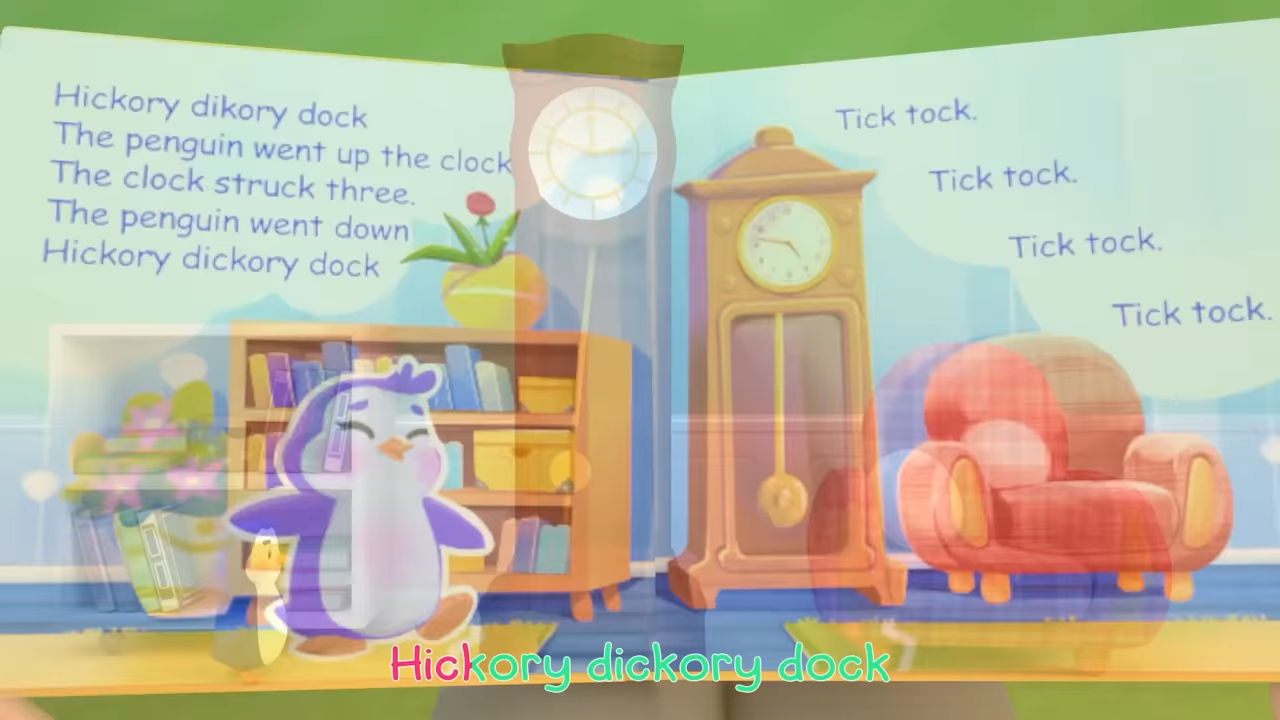 Hickory dikory dock
The penguin went up the clock
The clock struck three.
The penguin went down
Hickory dickory dock
Tick tock.
Tick tock.
Tick tock.
Tick tock.
Hickory dickory dock